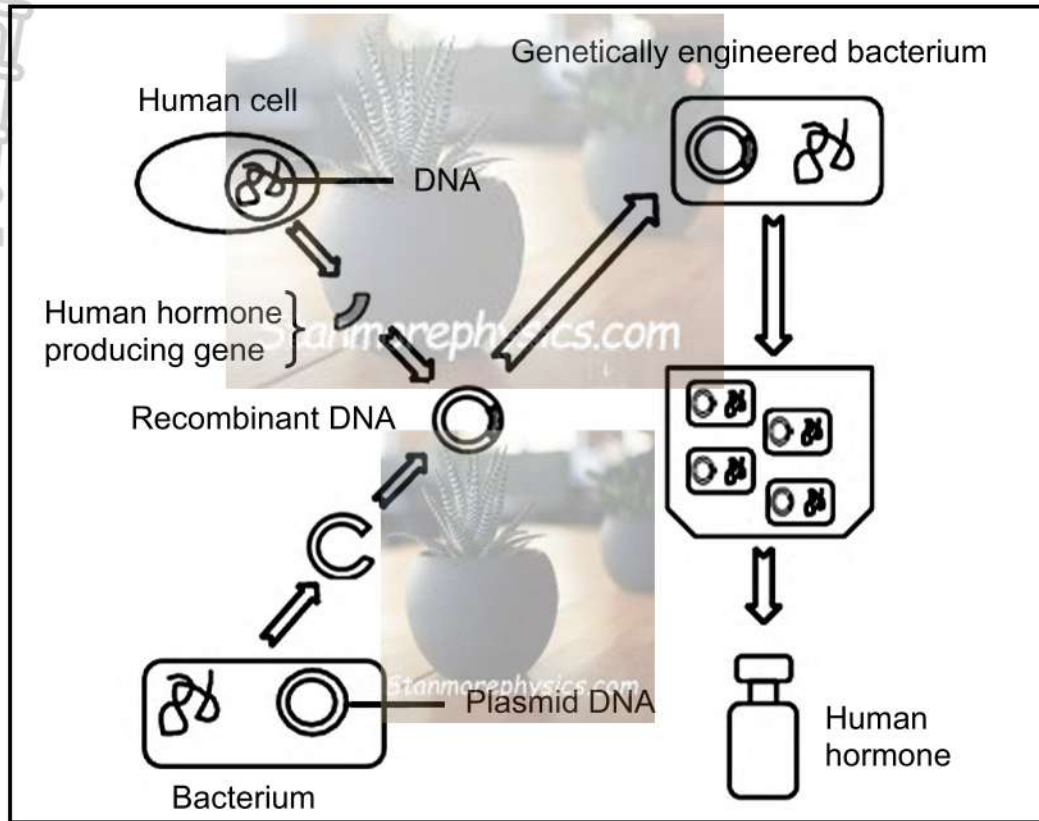 Genetically engineered bacterium
Human cell
DNA
Human hormone
producing gene
Stanmorephysics.com
Recombinant DNA
Stanmorephysics.com
Plasmid DNA
Human
hormone
Bacterium